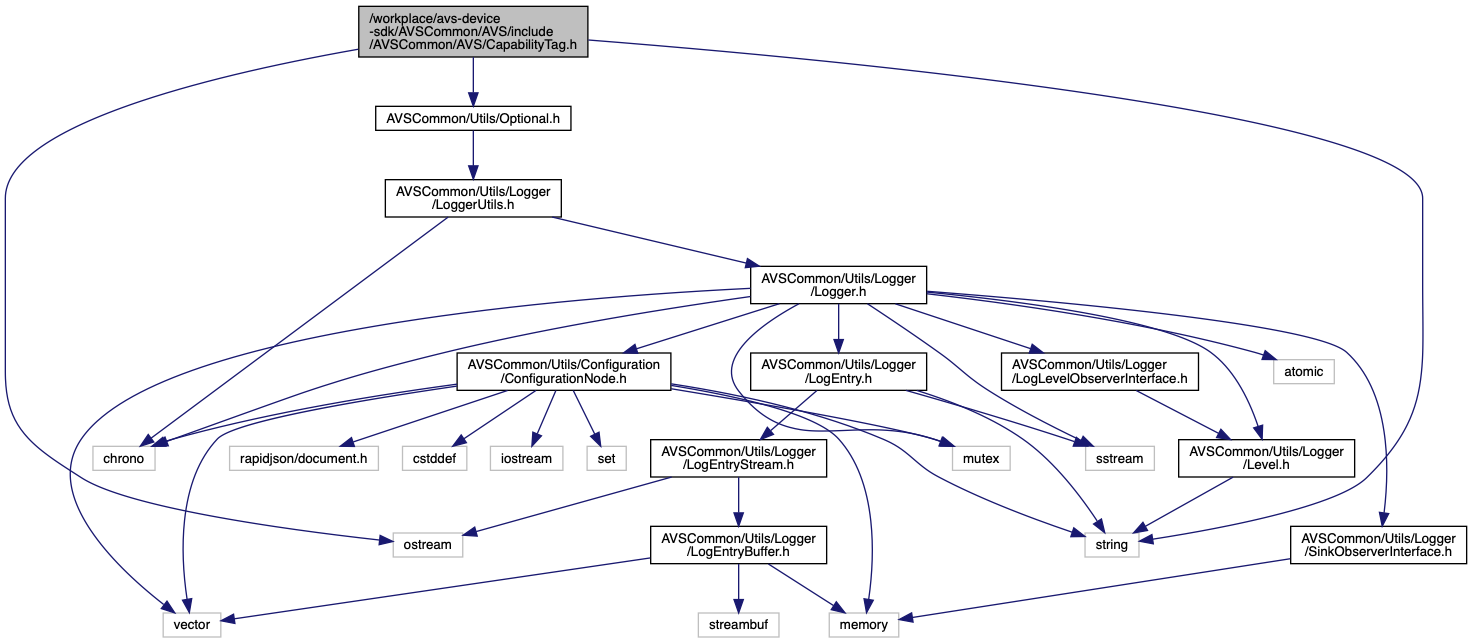 /workplace/avs-device
-sdk/AVSCommon/AVS/include
/AVSCommon/AVS/CapabilityTag.h
AVSCommon/Utils/Optional.h
AVSCommon/Utils/Logger
/LoggerUtils.h
AVSCommon/Utils/Logger
/Logger.h
AVSCommon/Utils/Configuration
/ConfigurationNode.h
AVSCommon/Utils/Logger
/LogEntry.h
AVSCommon/Utils/Logger
/LogLevelObserverInterface.h
atomic
chrono
rapidjson/document.h
cstddef
iostream
set
AVSCommon/Utils/Logger
/LogEntryStream.h
mutex
sstream
AVSCommon/Utils/Logger
/Level.h
ostream
AVSCommon/Utils/Logger
/LogEntryBuffer.h
string
AVSCommon/Utils/Logger
/SinkObserverInterface.h
vector
streambuf
memory